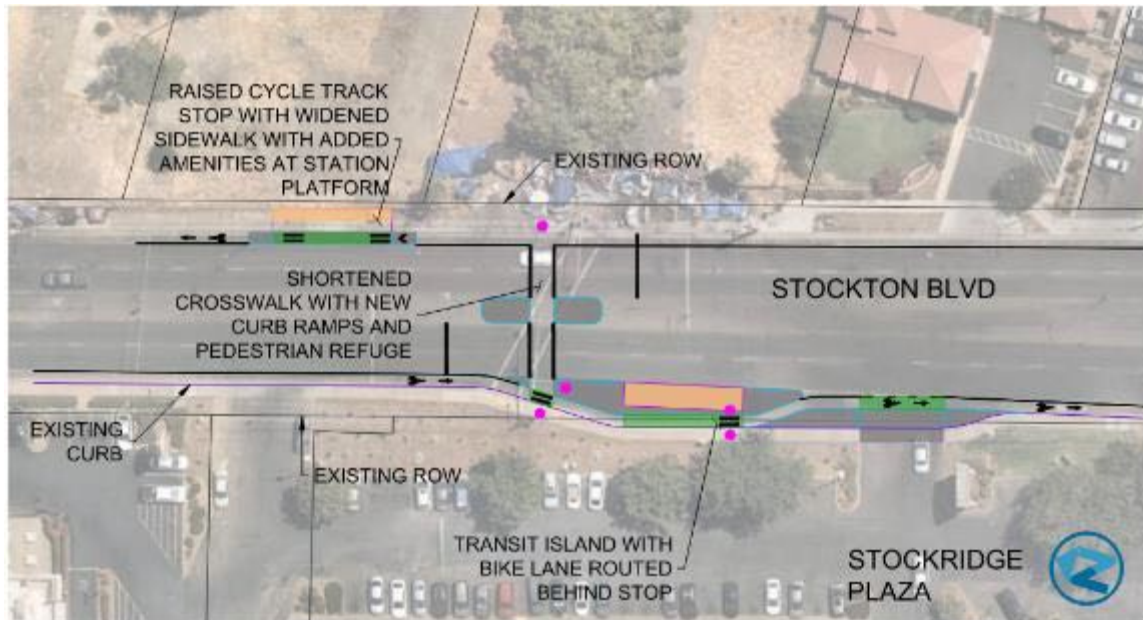 RAISED CYCLE TRACK
STOP WITH WIDENED
SIDEWALK WITH ADDED
AMENITIES AT STATION
PLATFORM
EXISTING ROW
SHORTENED
CROSSWALK WITH NEW
CURB RAMPS AND
PEDESTRIAN REFUGE
STOCKTON BLVD
EXISTING
CURB
EXISTING ROW
TRANSIT ISLAND WITH
BIKE LANE ROUTED
BEHIND STOP
STOCKRIDGE
PLAZA